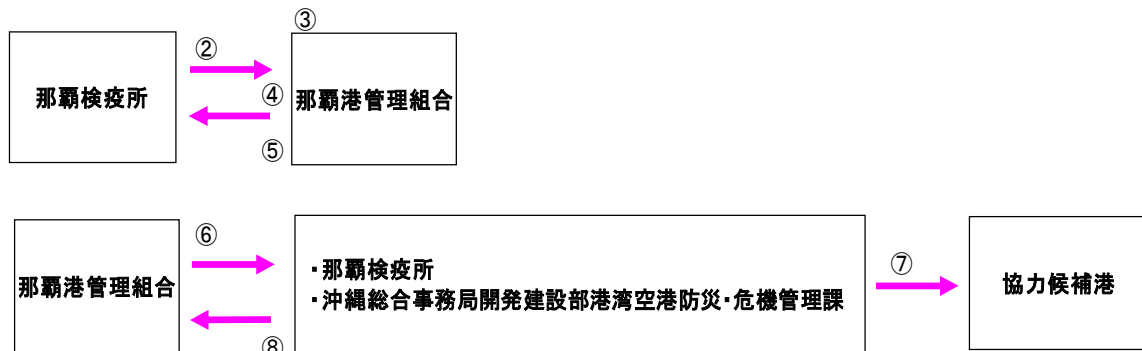 ③
②
那覇検疫所
④
那覇港管理組合
⑤
那覇港管理組合
⑥
・那覇検疫所
・沖縄総合事務局開発建設部港湾空港防災・危機管理課
⑦
協力候補港
⑧